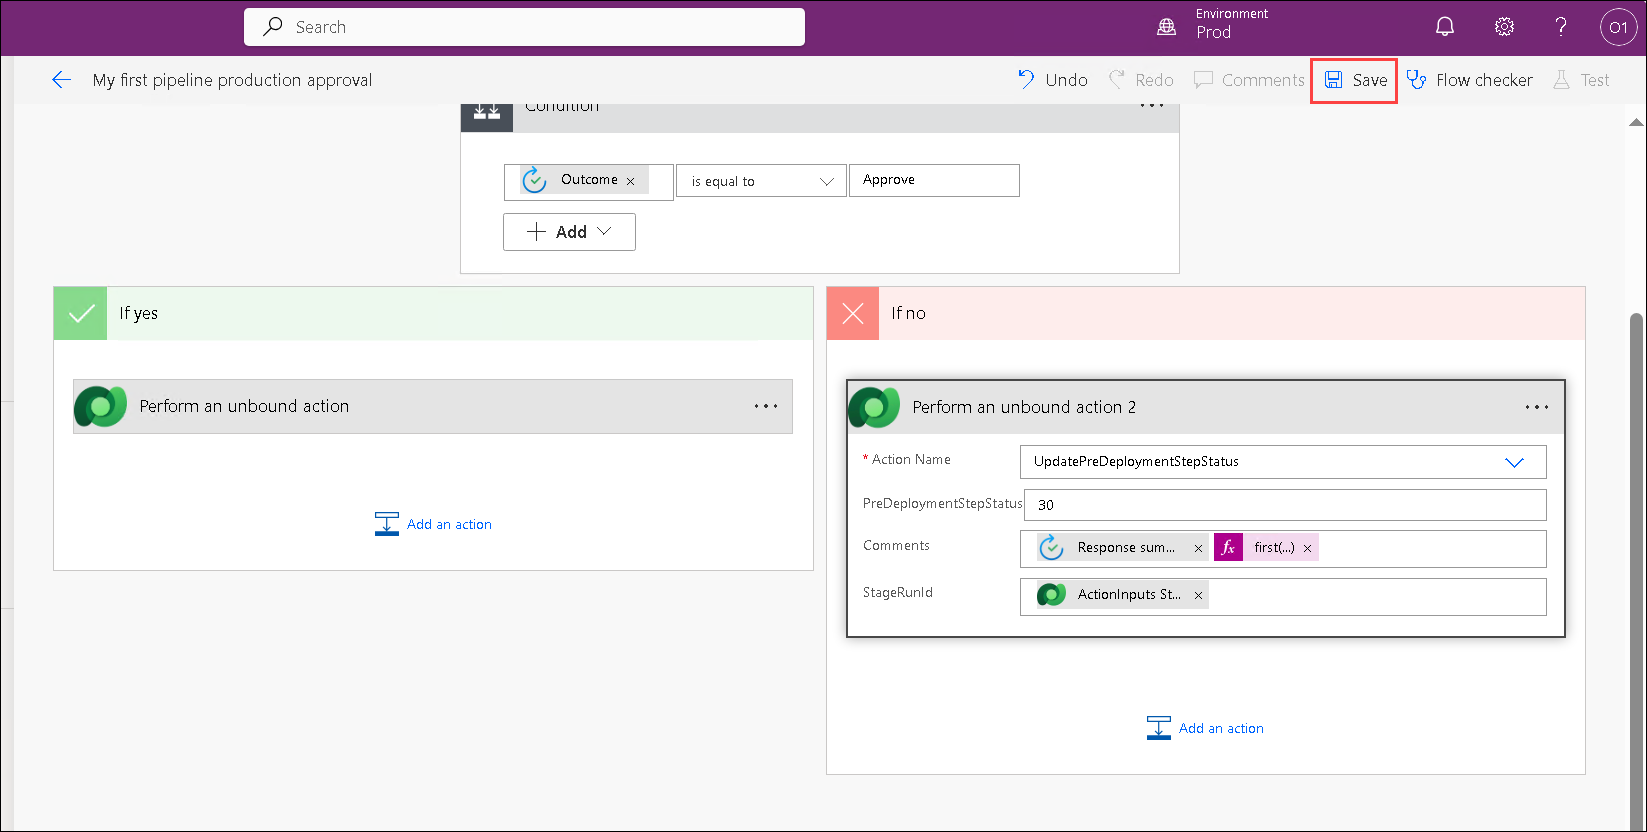 Search
Environment
Prod
O1
My first pipeline production approval
Undo
Redo
Comments
Save
Flow checker
Test
Condition
Outcome
is equal to
Approve
Add
If yes
If no
Perform an unbound action
Perform an unbound action 2
* Action Name
UpdatePreDeploymentStepStatus
PreDeploymentStepStatus
30
Comments
Response sum...
fx
first(...)
StageRunId
ActionInputs St...
Add an action
Add an action